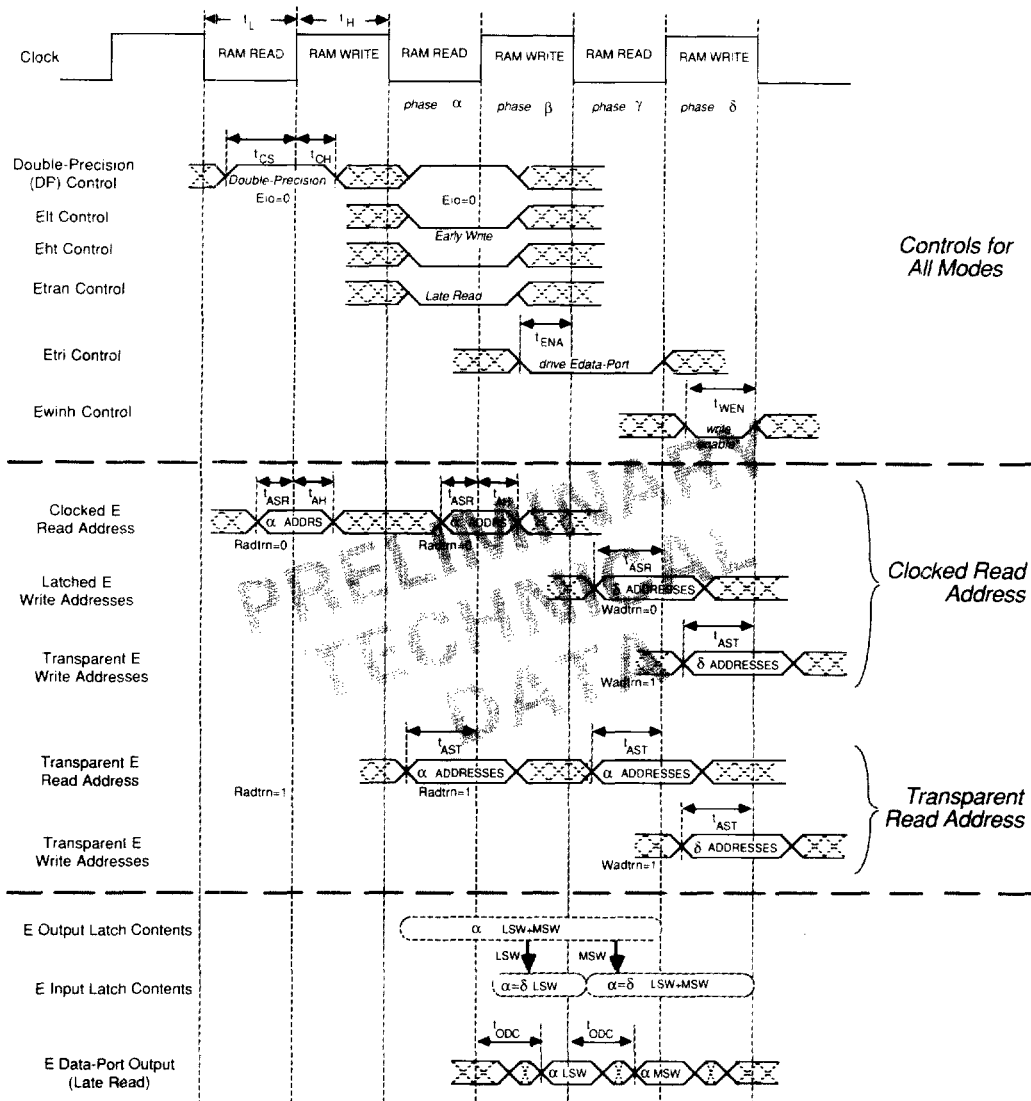 t_L t_H
Clock RAM READ RAM WRITE RAM READ RAM WRITE RAM READ RAM WRITE
phase α phase β phase γ phase δ
t_CS t_CH
Double-Precision
(DP) Control
Double-Precision
Eio=0 Eio=0
Elt Control
Early Write
Eht Control
Etran Control
Late Read
t_ENA
Etri Control
drive Edata-Port
t_WEN
Ewinh Control
write
enable
Controls for
All Modes
t_ASR t_AH t_ASR t_AH
Clocked E
Read Address
α ADDRS α ADDRS
Radtrn=0 Radtrn=0
t_ASR
Latched E
Write Addresses
δ ADDRESSES
Wadtrn=0
t_AST
Transparent E
Write Addresses
δ ADDRESSES
Wadtrn=1
Clocked Read
Address
t_AST t_AST
Transparent E
Read Address
α ADDRESSES α ADDRESSES
Radtrn=1 Radtrn=1
t_AST
Transparent E
Write Addresses
δ ADDRESSES
Wadtrn=1
Transparent
Read Address
E Output Latch Contents
α LSW+MSW
LSW MSW
E Input Latch Contents
α=δ LSW α=δ LSW+MSW
t_ODC t_ODC
E Data-Port Output
(Late Read)
α LSW α MSW
PRELIMINARY
TECHNICAL
DATA